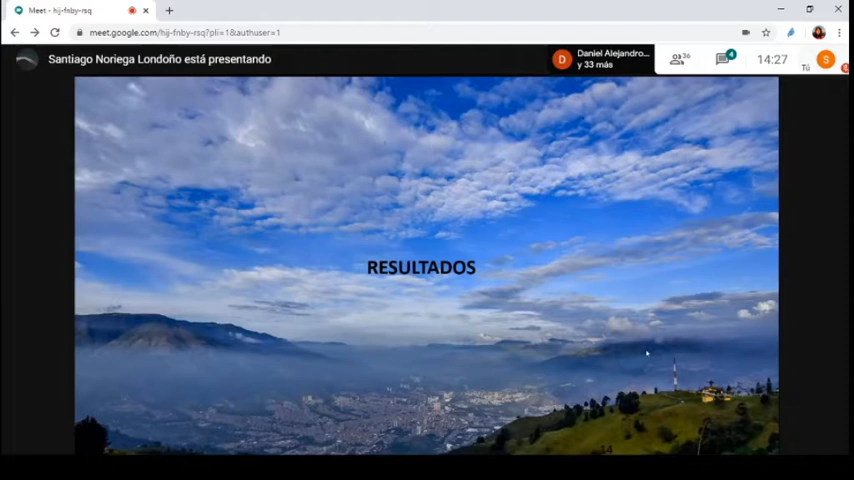 Meet - hij-fnby-rsq
meet.google.com/hij-fnby-rsq?pli=1&authuser=1
Santiago Noriega Londoño está presentando
D
Daniel Alejandro...
y 33 más
36
4
14:27
Tú
S
RESULTADOS
14